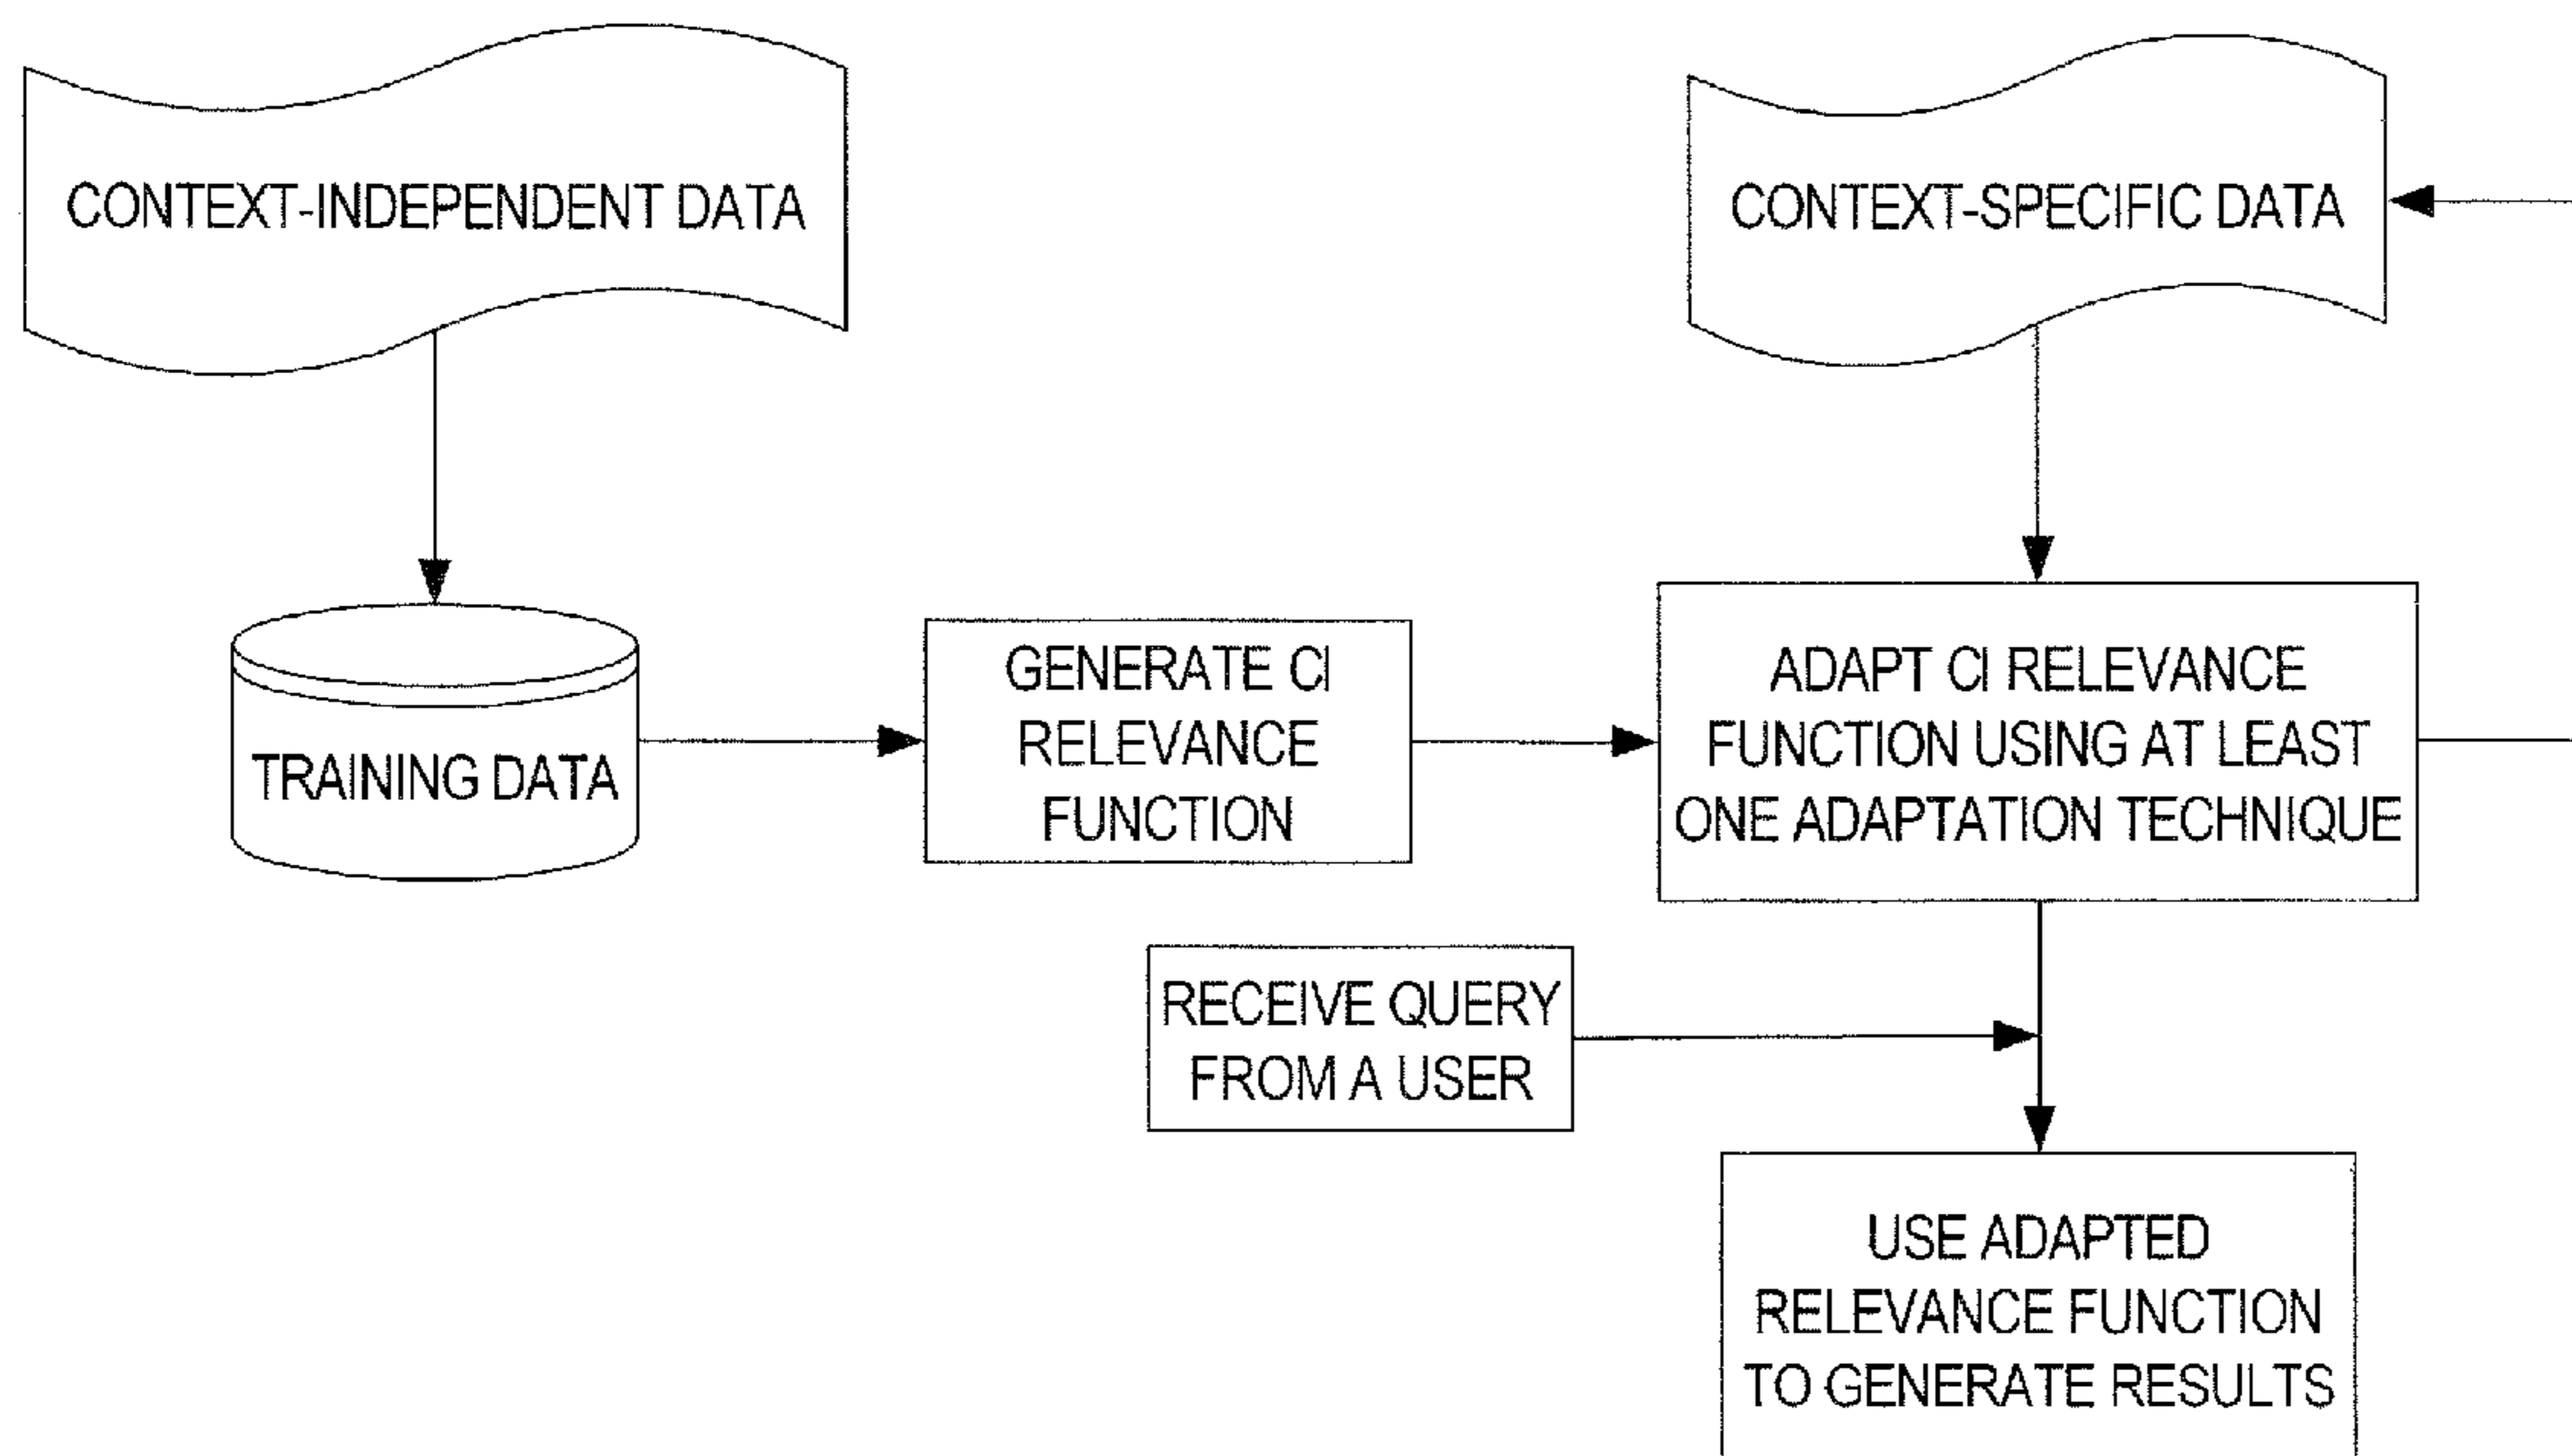 CONTEXT-INDEPENDENT DATA
CONTEXT-SPECIFIC DATA
TRAINING DATA
GENERATE CI
RELEVANCE
FUNCTION
ADAPT CI RELEVANCE
FUNCTION USING AT LEAST
ONE ADAPTATION TECHNIQUE
RECEIVE QUERY
FROM A USER
USE ADAPTED
RELEVANCE FUNCTION
TO GENERATE RESULTS